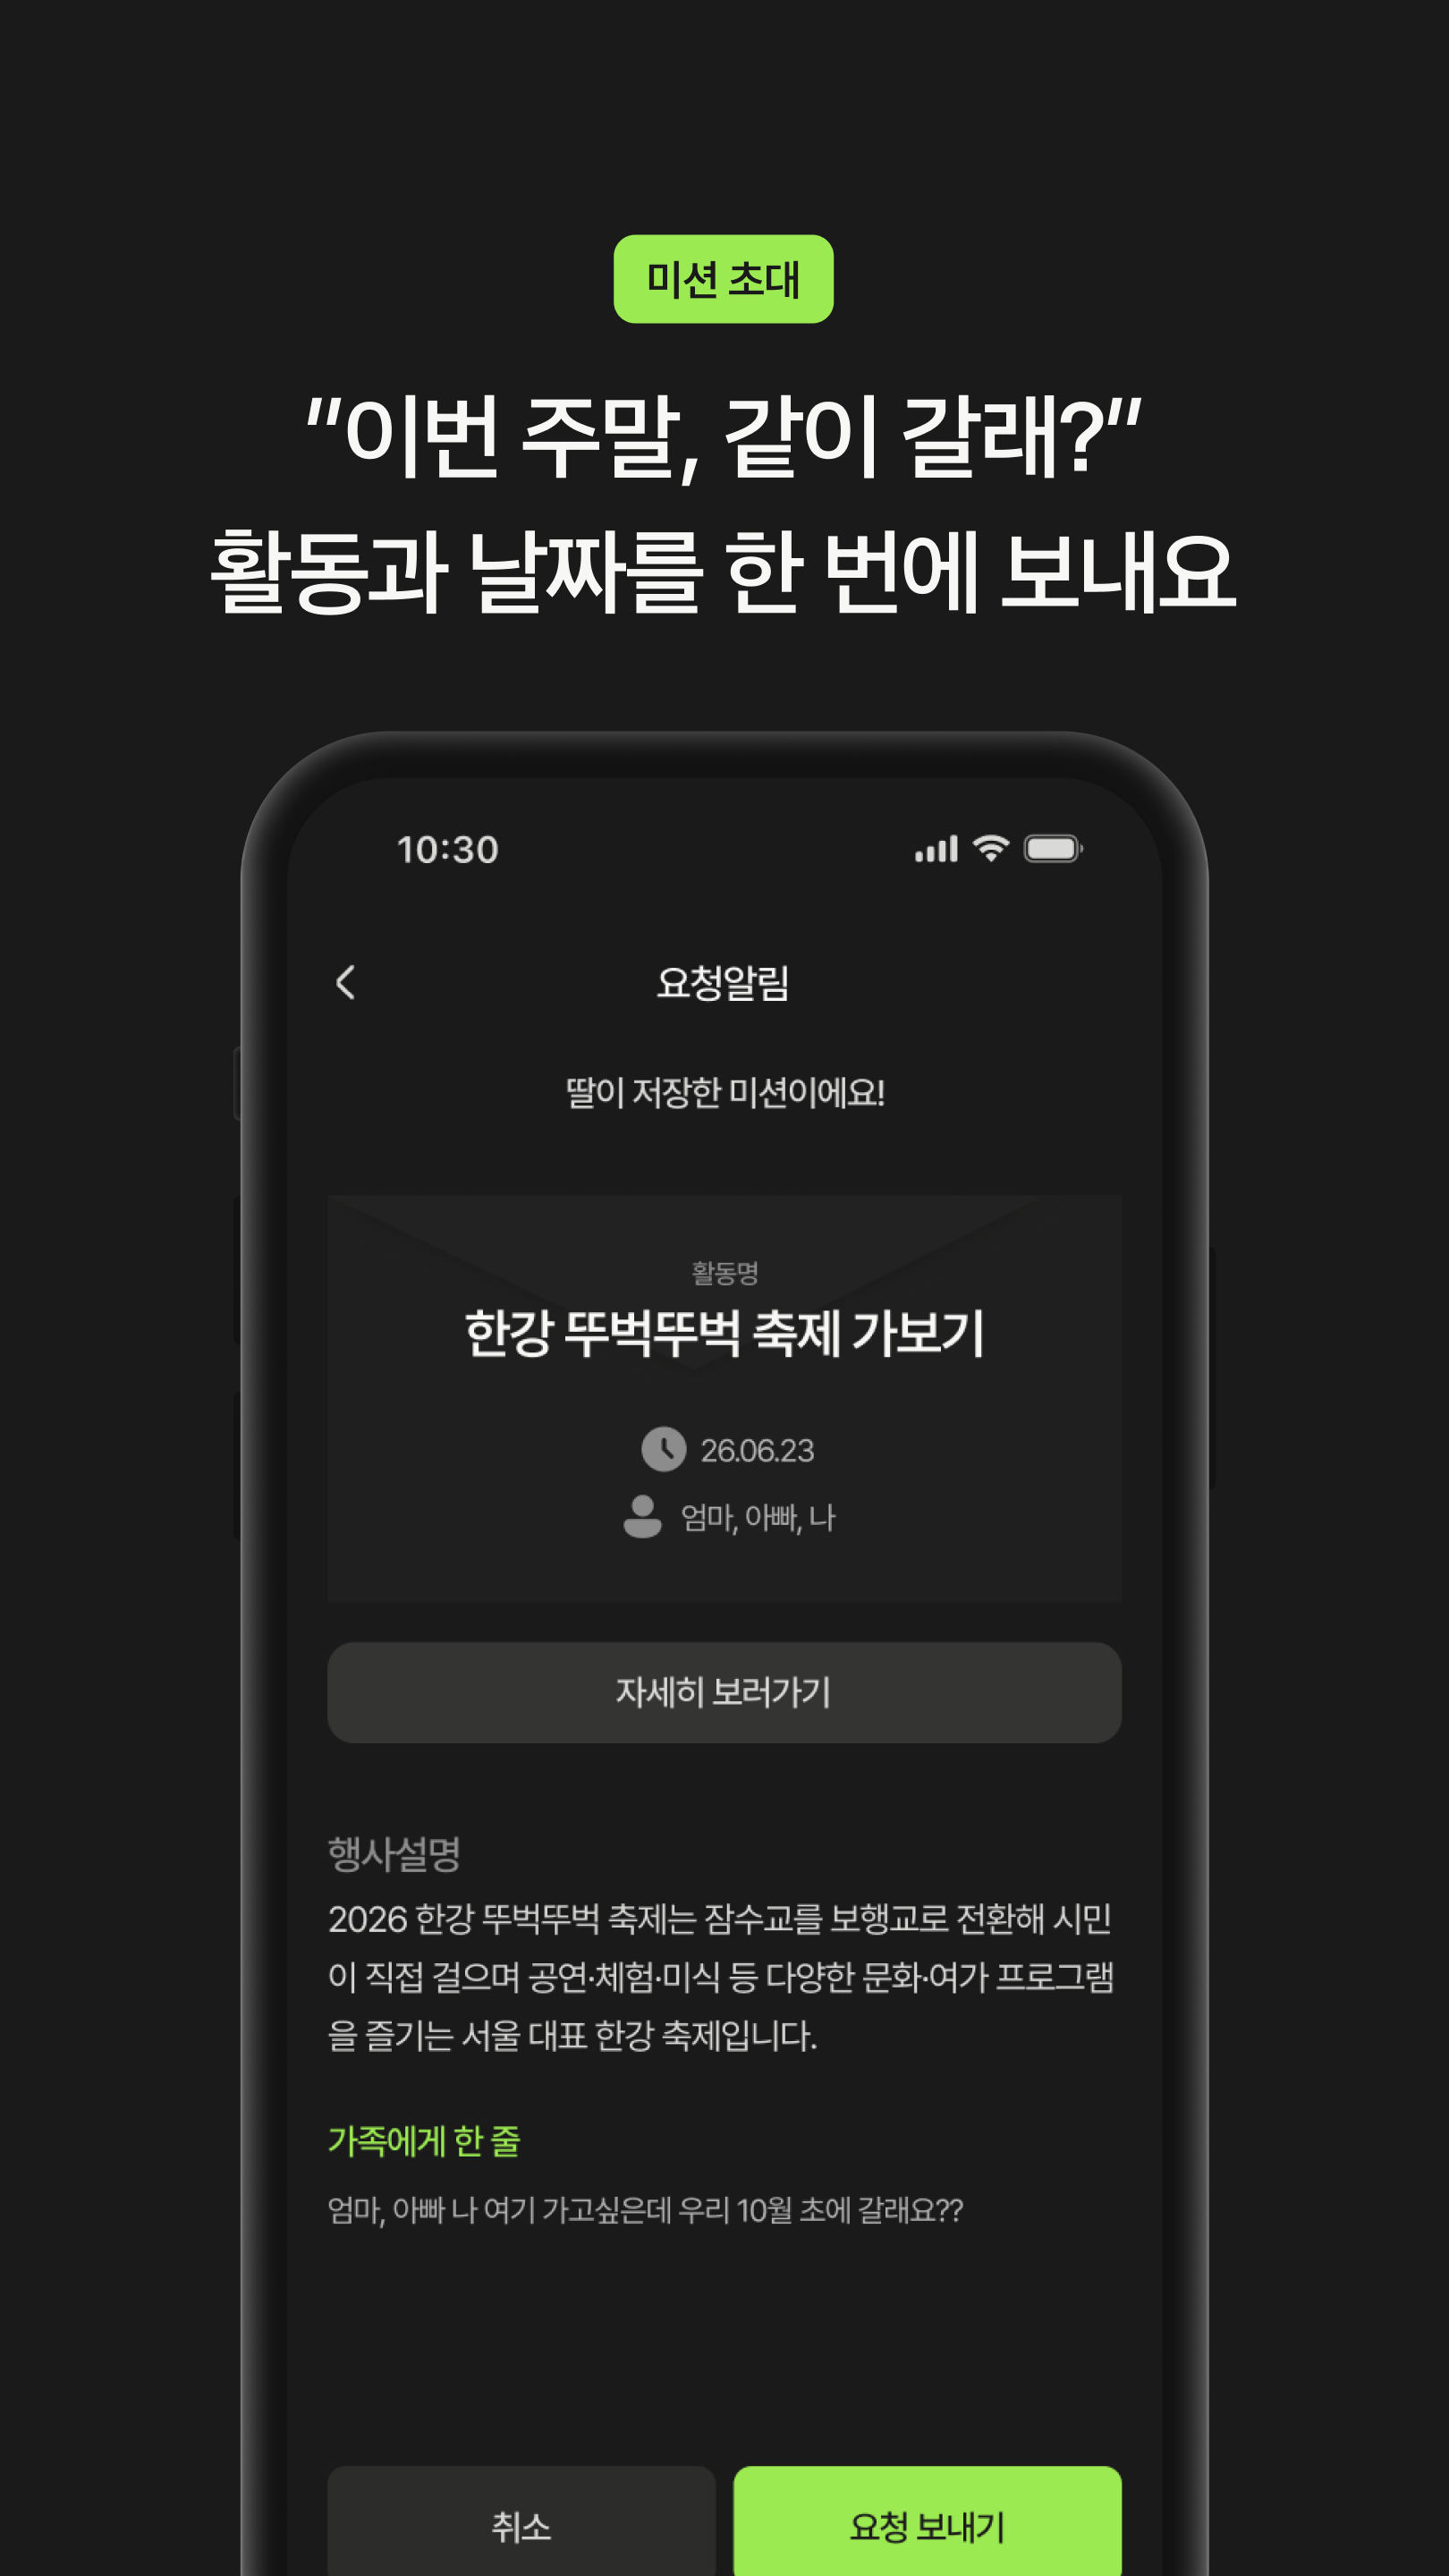 미션 초대
"이번 주말, 같이 갈래?"
활동과 날짜를 한 번에 보내요
10:30
요청알림
딸이 저장한 미션이에요!
활동명
한강 뚜벅뚜벅 축제 가보기
26.06.23
엄마, 아빠, 나
자세히 보러가기
행사설명
2026 한강 뚜벅뚜벅 축제는 잠수교를 보행교로 전환해 시민
이 직접 걸으며 공연·체험·미식 등 다양한 문화·여가 프로그램
을 즐기는 서울 대표 한강 축제입니다.
가족에게 한 줄
엄마, 아빠 나 여기 가고싶은데 우리 10월 초에 갈래요??
취소
요청 보내기